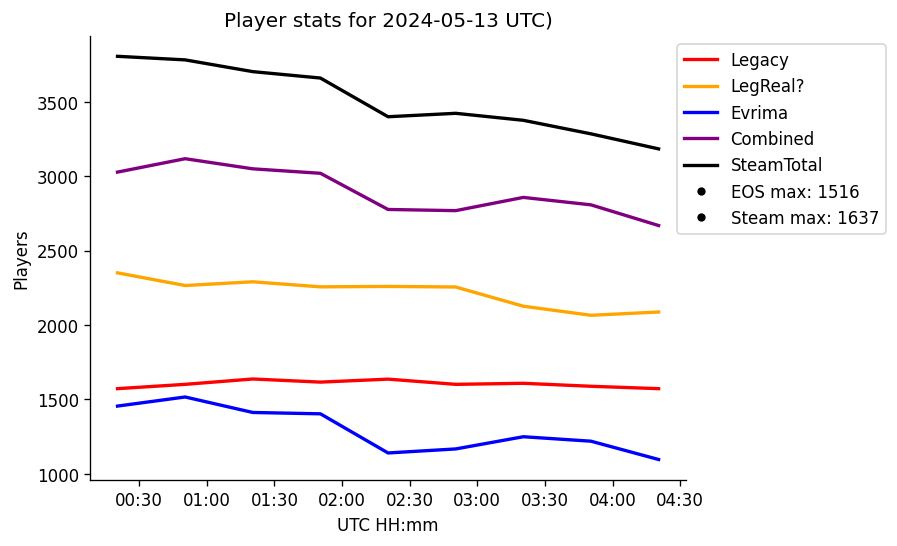 Player stats for 2024-05-13 UTC)
Legacy
LegReal?
Evrima
Combined
SteamTotal
EOS max: 1516
Steam max: 1637
Players
3500
3000
2500
2000
1500
1000
00:30 01:00 01:30 02:00 02:30 03:00 03:30 04:00 04:30
UTC HH:mm